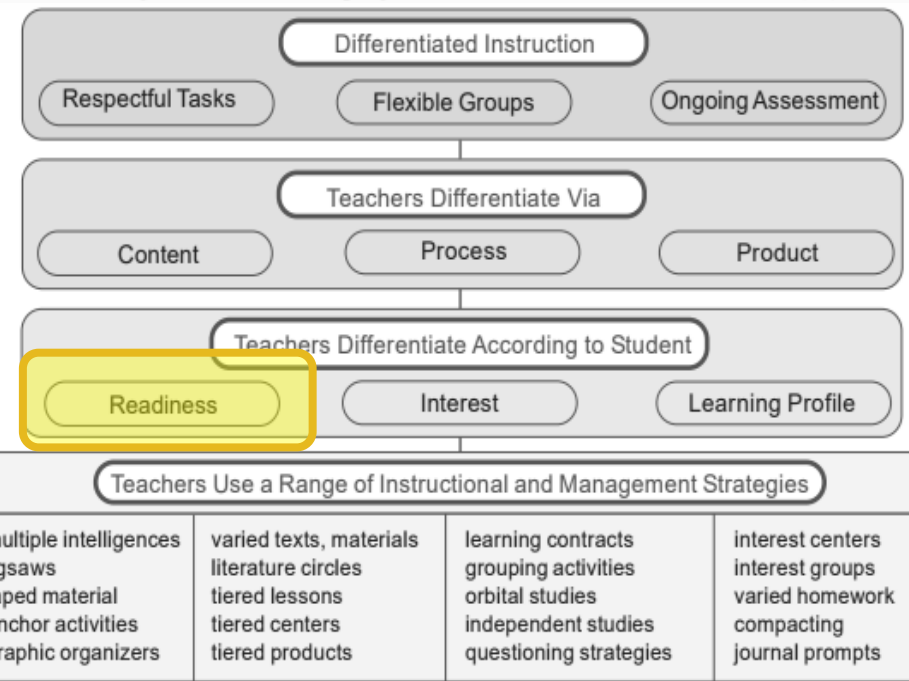 Differentiated Instruction
Respectful Tasks Flexible Groups Ongoing Assessment
Teachers Differentiate Via
Content Process Product
Teachers Differentiate According to Student
Readiness Interest Learning Profile
Teachers Use a Range of Instructional and Management Strategies
ultiple intelligences varied texts, materials learning contracts interest centers
gsaws literature circles grouping activities interest groups
ped material tiered lessons orbital studies varied homework
nchor activities tiered centers independent studies compacting
raphic organizers tiered products questioning strategies journal prompts